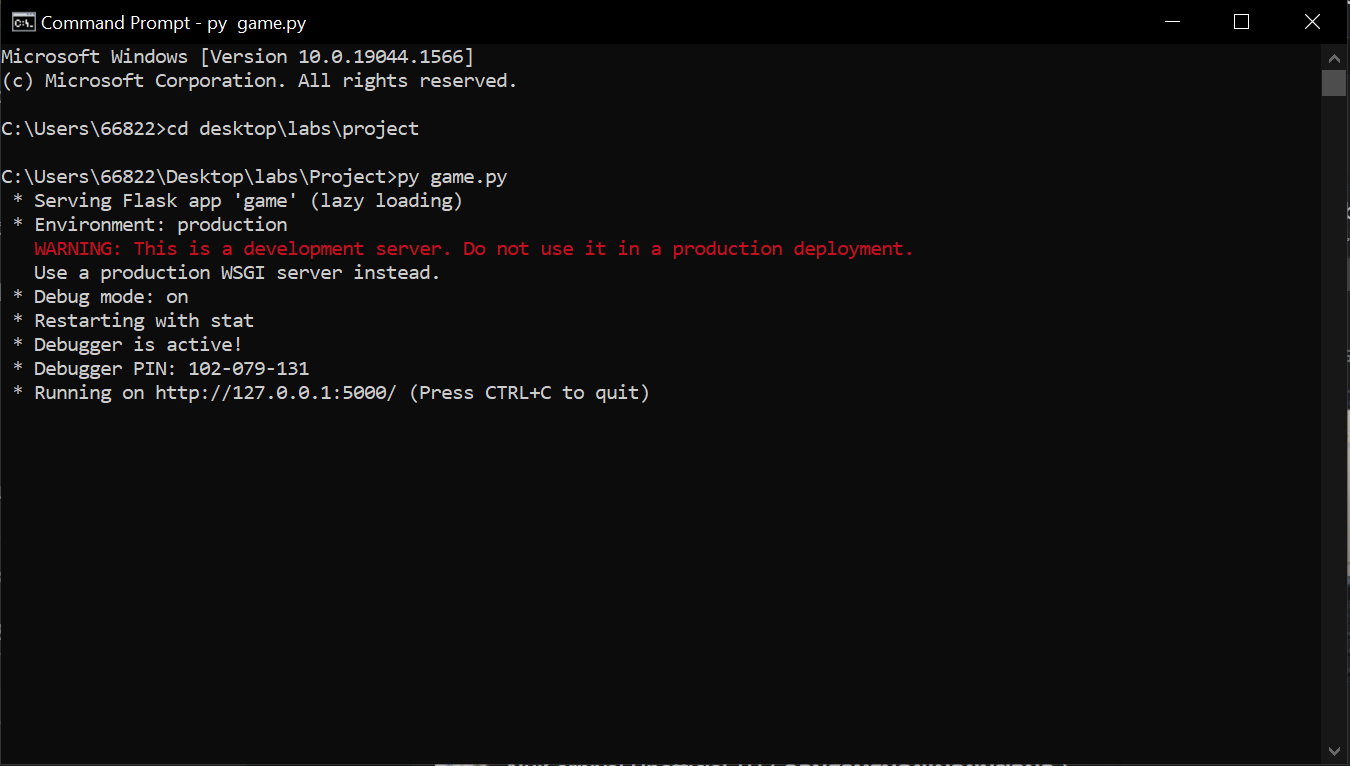 Command Prompt - py  game.py
Microsoft Windows [Version 10.0.19044.1566]
(c) Microsoft Corporation. All rights reserved.
C:\Users\66822>cd desktop\labs\project
C:\Users\66822\Desktop\labs\Project>py game.py
 * Serving Flask app 'game' (lazy loading)
 * Environment: production
   WARNING: This is a development server. Do not use it in a production deployment.
   Use a production WSGI server instead.
 * Debug mode: on
 * Restarting with stat
 * Debugger is active!
 * Debugger PIN: 102-079-131
 * Running on http://127.0.0.1:5000/ (Press CTRL+C to quit)